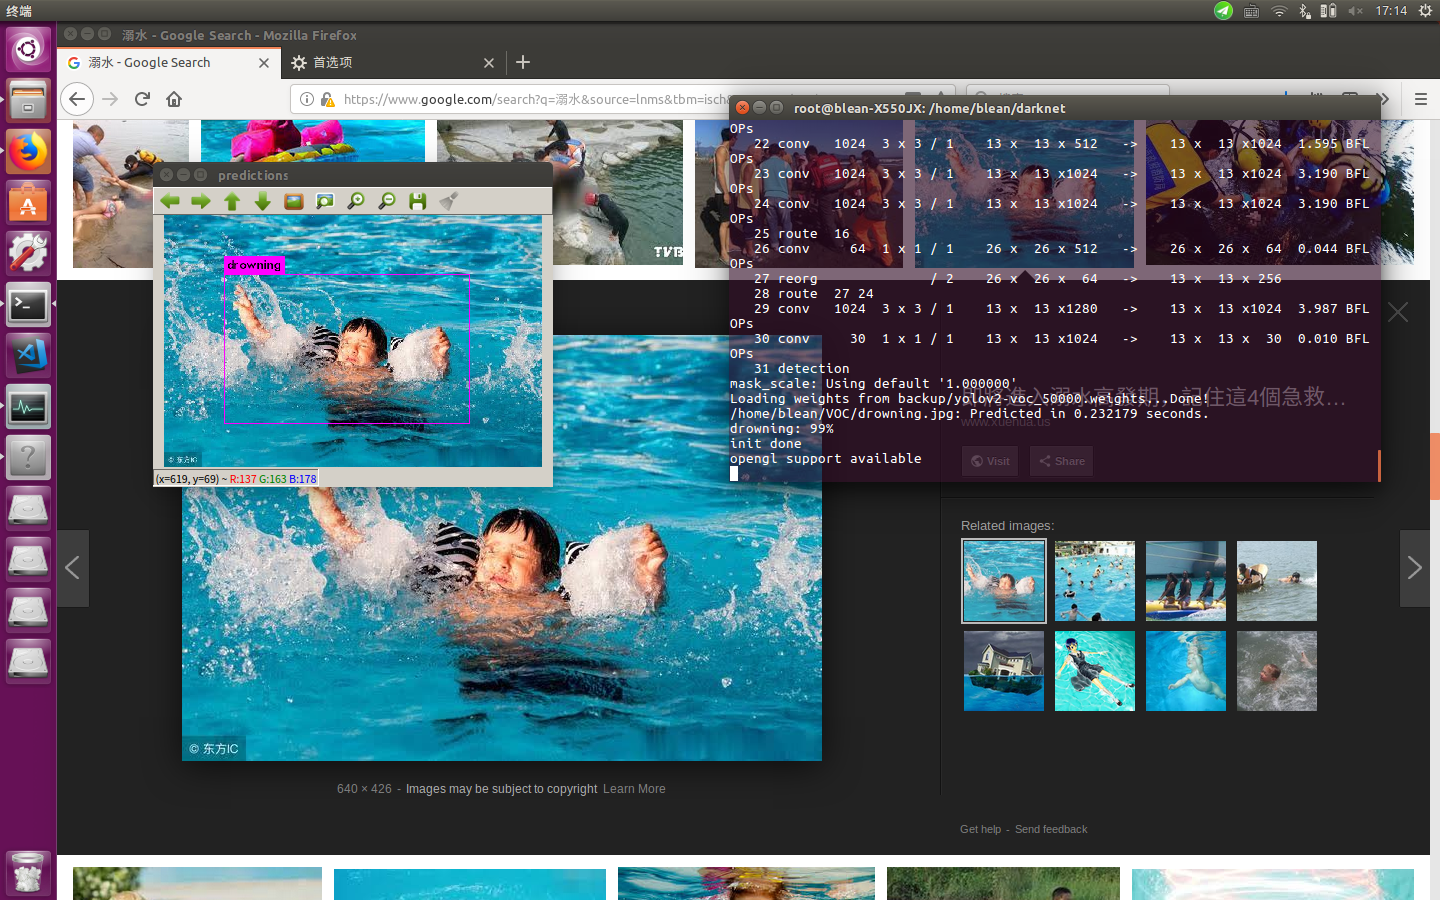 终端
17:14
溺水 - Google Search - Mozilla Firefox
溺水 - Google Search
首选项
https://www.google.com/search?q=溺水&source=lnms&tbm=isch
root@blean-X550JX: /home/blean/darknet
OPs
22 conv 1024 3 x 3 / 1 13 x 13 x 512 -> 13 x 13 x1024 1.595 BFL
OPs
23 conv 1024 3 x 3 / 1 13 x 13 x1024 -> 13 x 13 x1024 3.190 BFL
OPs
24 conv 1024 3 x 3 / 1 13 x 13 x1024 -> 13 x 13 x1024 3.190 BFL
OPs
25 route 16
26 conv 64 1 x 1 / 1 26 x 26 x 512 -> 26 x 26 x 64 0.044 BFL
OPs
27 reorg / 2 26 x 26 x 64 -> 13 x 13 x 256
28 route 27 24
29 conv 1024 3 x 3 / 1 13 x 13 x1280 -> 13 x 13 x1024 3.987 BFL
OPs
30 conv 30 1 x 1 / 1 13 x 13 x1024 -> 13 x 13 x 30 0.010 BFL
OPs
31 detection
mask_scale: Using default '1.000000'
Loading weights from backup/yolov2-voc_50000.weights...Done!
/home/blean/VOC/drowning.jpg: Predicted in 0.232179 seconds.
drowning: 99%
init done
opengl support available
記住這4個急救...
www.xuehua.us
Visit
Share
predictions
TVB
drowning
© 东方IC
(x=619, y=69) ~ R:137 G:163 B:178
© 东方IC
640 × 426 - Images may be subject to copyright Learn More
Related images:
Get help - Send feedback